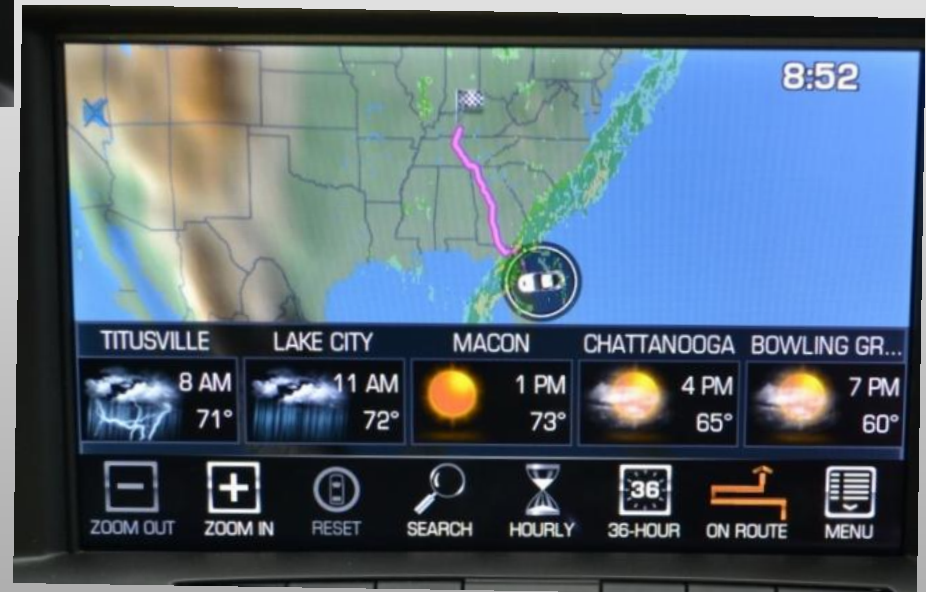 8:52
TITUSVILLE LAKE CITY MACON CHATTANOOGA BOWLING GR...
8 AM 11 AM 1 PM 4 PM 7 PM
71° 72° 73° 65° 60°
36
ZOOM OUT ZOOM IN RESET SEARCH HOURLY 36-HOUR ON ROUTE MENU